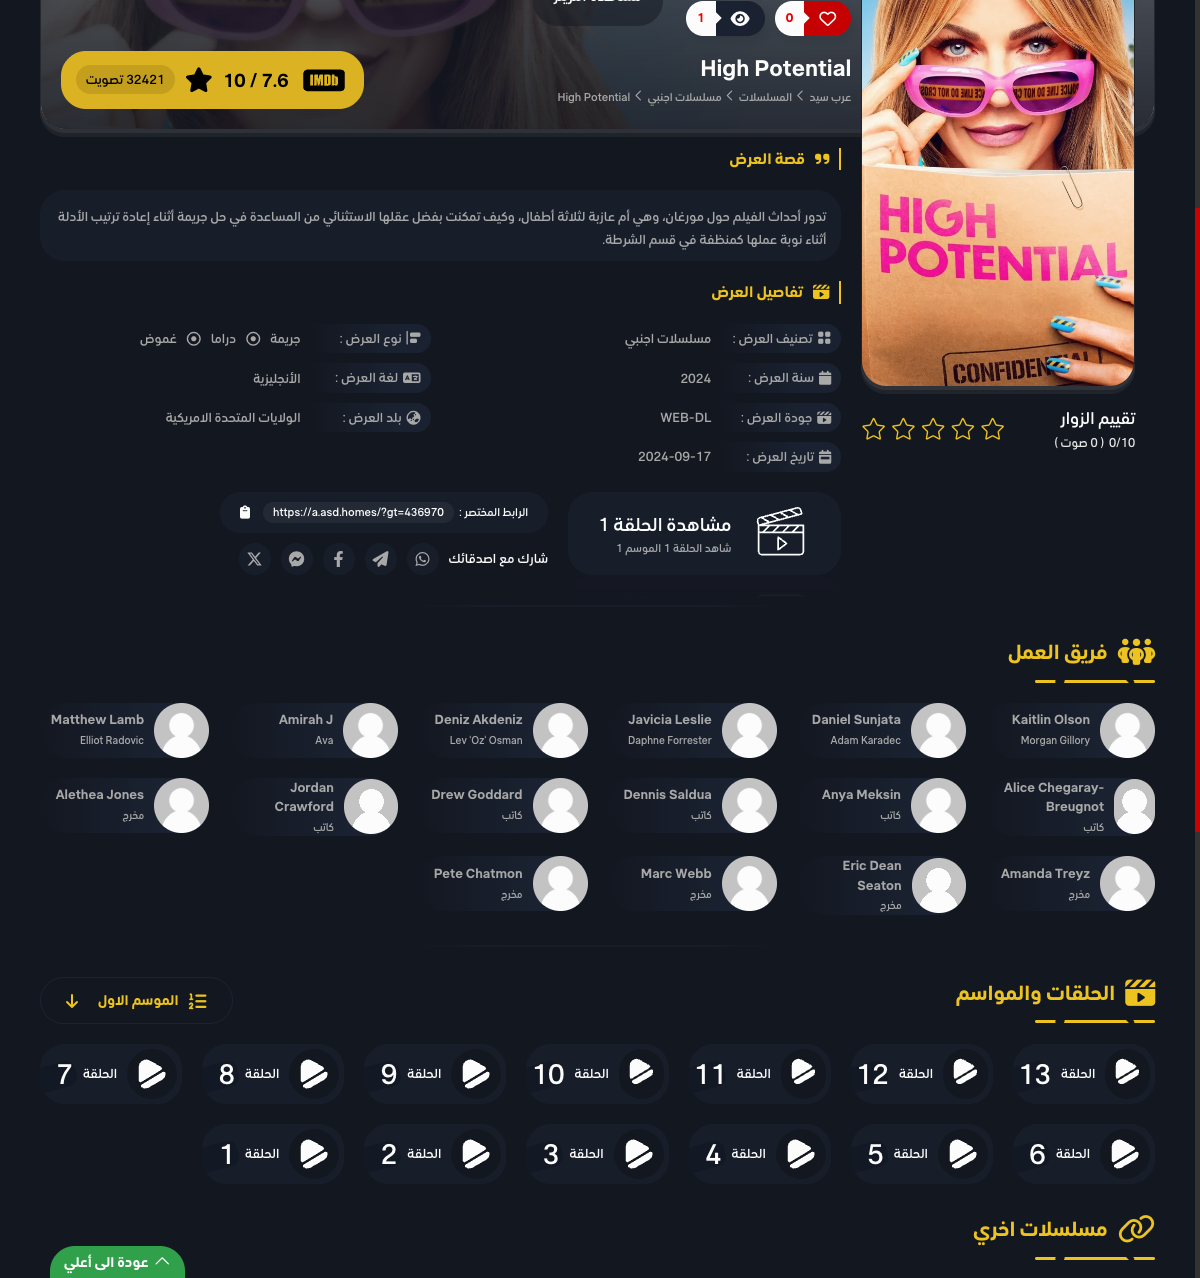 1
0
High Potential
عرب سيد
المسلسلات
مسلسلات اجنبي
High Potential
IMDb
10 / 7.6
32421 تصويت
HIGH
POTENTIAL
CONFIDENTIAL
تقييم الزوار
0/10 ( 0 صوت )
قصة العرض
تدور أحداث الفيلم حول مورغان، وهي أم عازبة لثلاثة أطفال، وكيف تمكنت بفضل عقلها الاستثنائي من المساعدة في حل جريمة أثناء إعادة ترتيب الأدلة
أثناء نوبة عملها كمنظفة في قسم الشرطة.
تفاصيل العرض
تصنيف العرض : مسلسلات اجنبي
نوع العرض : جريمة دراما غموض
سنة العرض : 2024
لغة العرض : الأنجليزية
جودة العرض : WEB-DL
بلد العرض : الولايات المتحدة الامريكية
تاريخ العرض : 2024-09-17
مشاهدة الحلقة 1
شاهد الحلقة 1 الموسم 1
الرابط المختصر : https://a.asd.homes/?gt=436970
شارك مع اصدقائك
فريق العمل
Kaitlin Olson
Morgan Gillory
Daniel Sunjata
Adam Karadec
Javicia Leslie
Daphne Forrester
Deniz Akdeniz
Lev 'Oz' Osman
Amirah J
Ava
Matthew Lamb
Elliot Radovic
Alice Chegaray-
Breugnot
كاتب
Anya Meksin
كاتب
Dennis Saldua
كاتب
Drew Goddard
كاتب
Jordan
Crawford
كاتب
Alethea Jones
مخرج
Amanda Treyz
مخرج
Eric Dean
Seaton
مخرج
Marc Webb
مخرج
Pete Chatmon
مخرج
الحلقات والمواسم
الموسم الاول
الحلقة 13
الحلقة 12
الحلقة 11
الحلقة 10
الحلقة 9
الحلقة 8
الحلقة 7
الحلقة 6
الحلقة 5
الحلقة 4
الحلقة 3
الحلقة 2
الحلقة 1
مسلسلات اخري
عودة الى أعلي